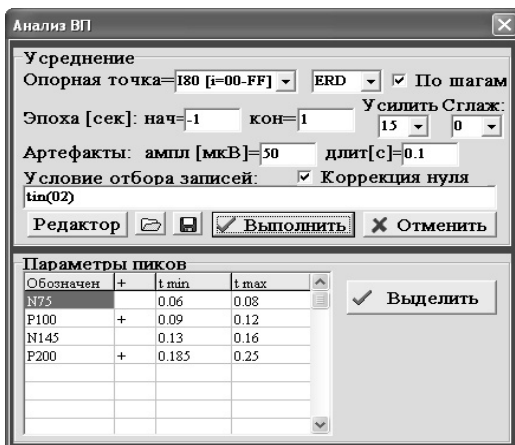 Анализ ВП
Усреднение
Опорная точка= I80 [i=00-FF] ERD По шагам
Усилить Сглаж:
Эпоха [сек]: нач= -1 кон= 1 15 0
Артефакты: ампл [мкВ]= 50 длит[с]= 0.1
Условие отбора записей: Коррекция нуля
tin(02)
Редактор Выполнить Отменить
Параметры пиков
Обозначен + t min t max
N75 0.06 0.08
Выделить
P100 + 0.09 0.12
N145 0.13 0.16
P200 + 0.185 0.25